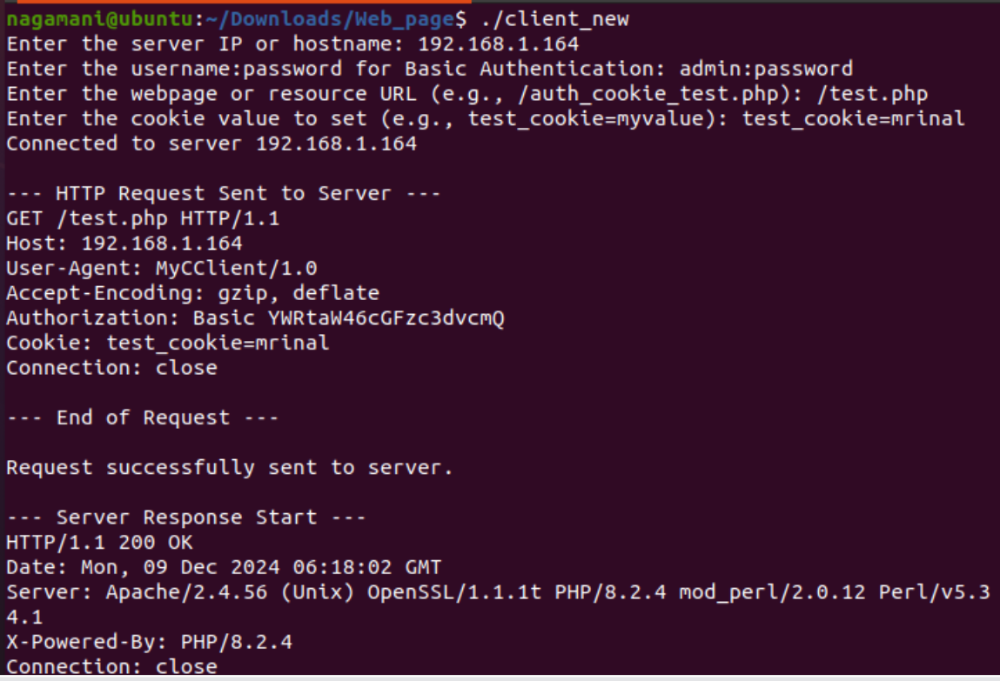 nagamani@ubuntu:~/Downloads/Web_page$ ./client_new
Enter the server IP or hostname: 192.168.1.164
Enter the username:password for Basic Authentication: admin:password
Enter the webpage or resource URL (e.g., /auth_cookie_test.php): /test.php
Enter the cookie value to set (e.g., test_cookie=myvalue): test_cookie=mrinal
Connected to server 192.168.1.164
--- HTTP Request Sent to Server ---
GET /test.php HTTP/1.1
Host: 192.168.1.164
User-Agent: MyCClient/1.0
Accept-Encoding: gzip, deflate
Authorization: Basic YWRtaW46cGFzc3dvcmQ
Cookie: test_cookie=mrinal
Connection: close
--- End of Request ---
Request successfully sent to server.
--- Server Response Start ---
HTTP/1.1 200 OK
Date: Mon, 09 Dec 2024 06:18:02 GMT
Server: Apache/2.4.56 (Unix) OpenSSL/1.1.1t PHP/8.2.4 mod_perl/2.0.12 Perl/v5.3
4.1
X-Powered-By: PHP/8.2.4
Connection: close